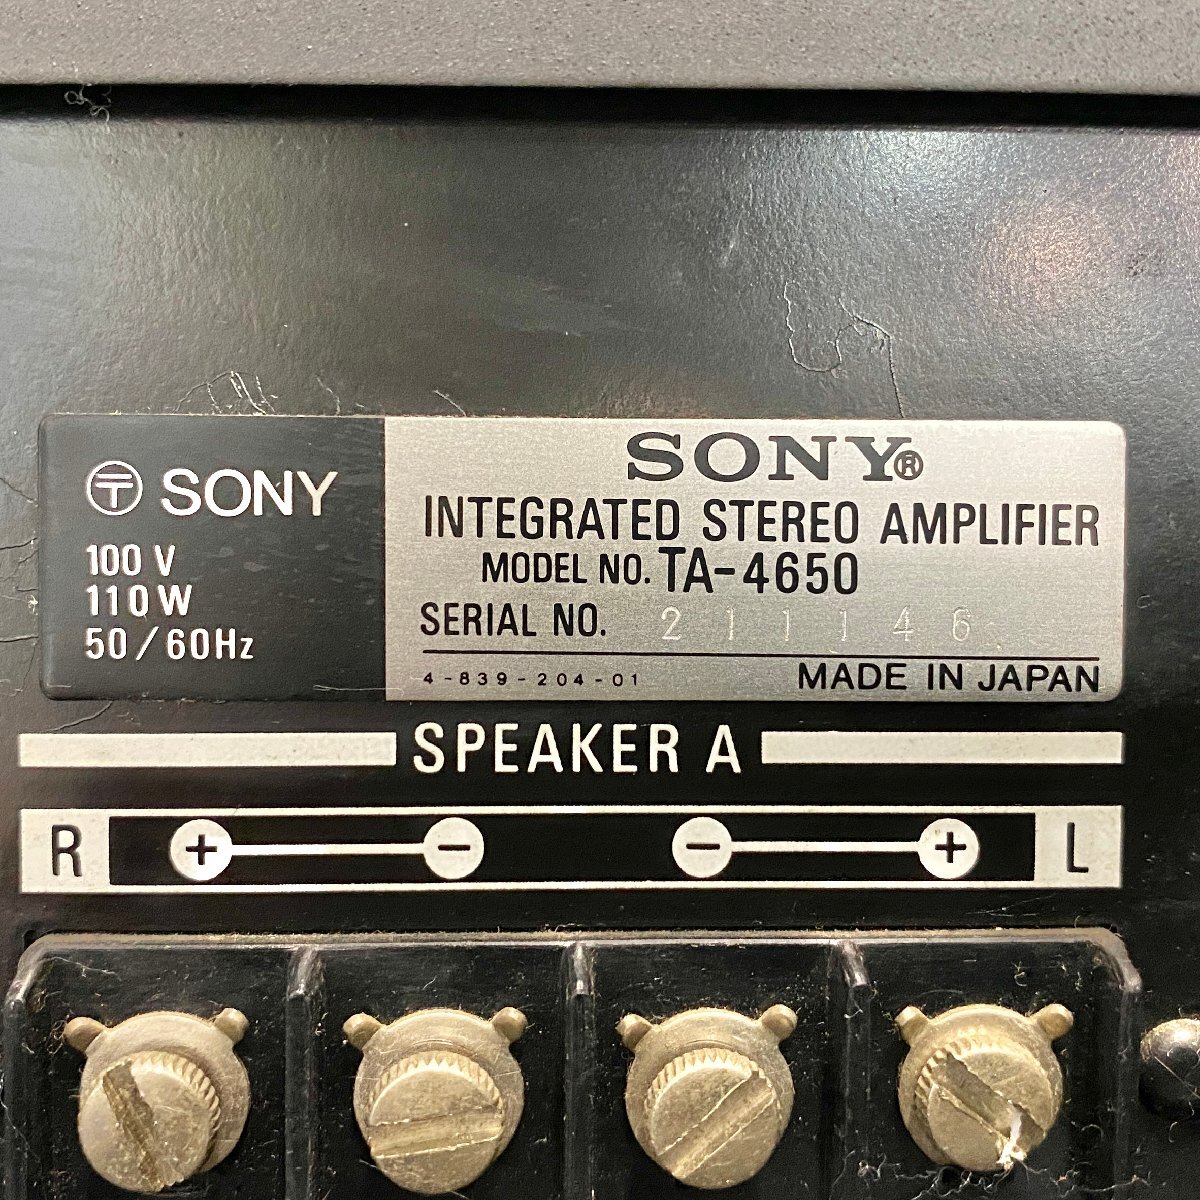 〒 SONY
100 V
110 W
50 / 60Hz
SONY®
INTEGRATED STEREO AMPLIFIER
MODEL NO. TA-4650
SERIAL NO. 211146
4-839-204-01 MADE IN JAPAN
SPEAKER A
R + - - + L